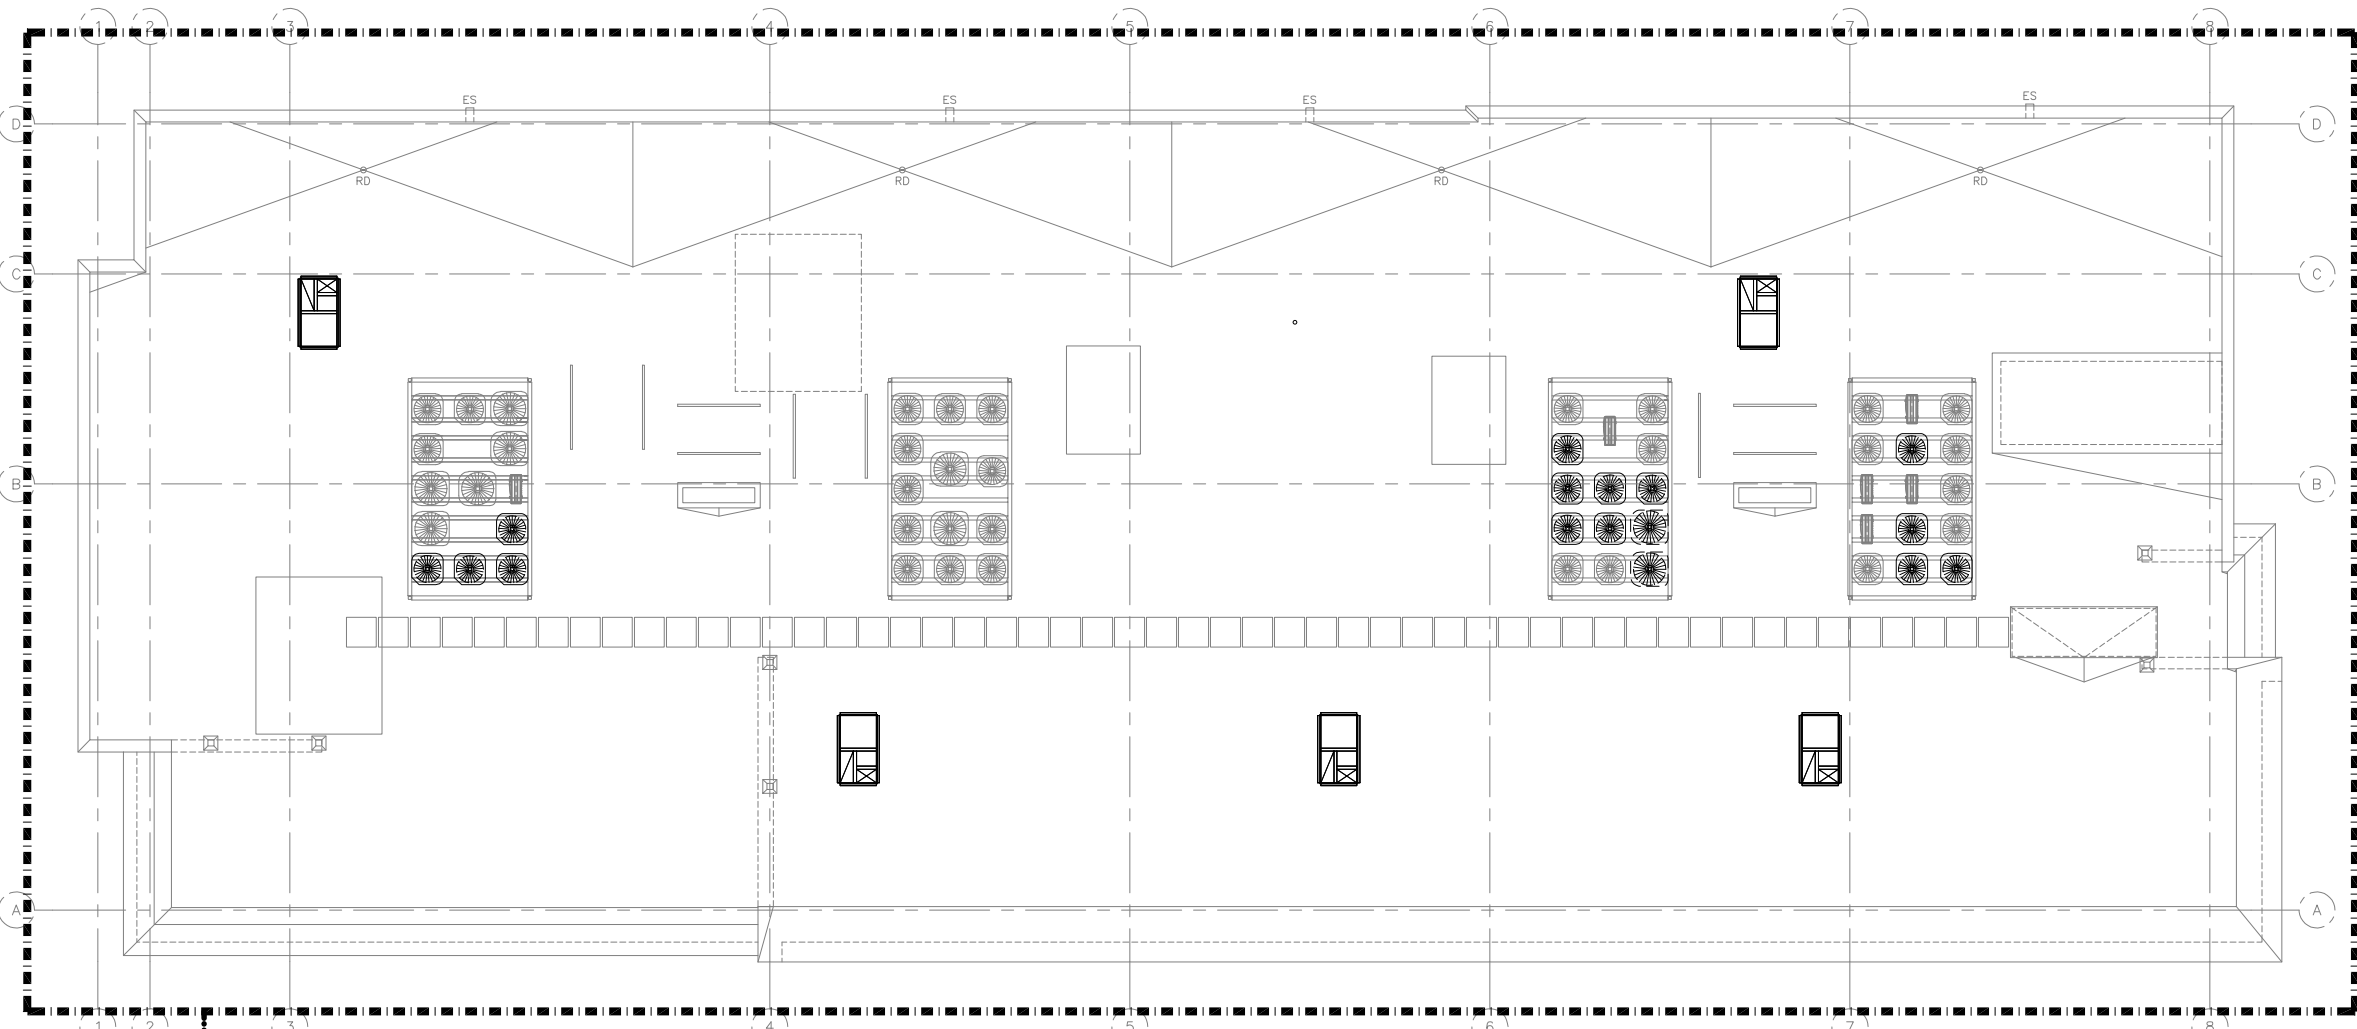 1 2 3 4 5 6 7 8
ES ES ES ES
D D
RD RD RD RD
C C
B B
A A
1 2 3 4 5 6 7 8